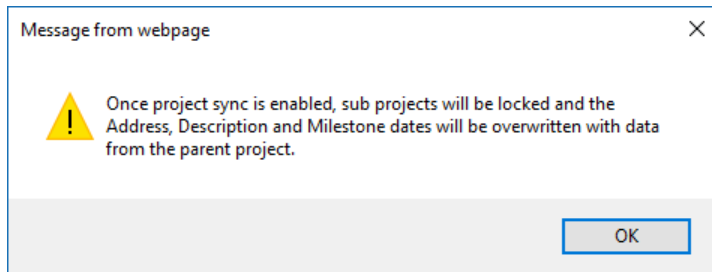 Message from webpage
Once project sync is enabled, sub projects will be locked and the
Address, Description and Milestone dates will be overwritten with data
from the parent project.
OK